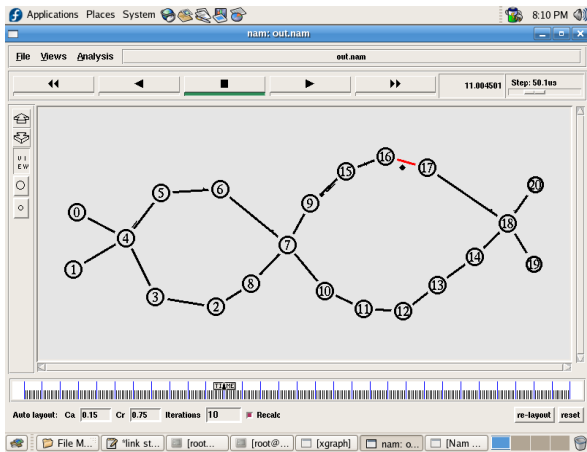 Applications Places System 8:10 PM
nam: out.nam
File Views Analysis out.nam
11.004501 Step: 50.1us
V I
E W
16
15 17
5 6 20
9
0
18
4 7
14
1 19
8 13
3 10
2 11 12
TIME
Auto layout: Ca 0.15 Cr 0.75 Iterations 10 Recalc re-layout reset
File M... *link st... [root... [root@... [xgraph] nam: o... [Nam ...